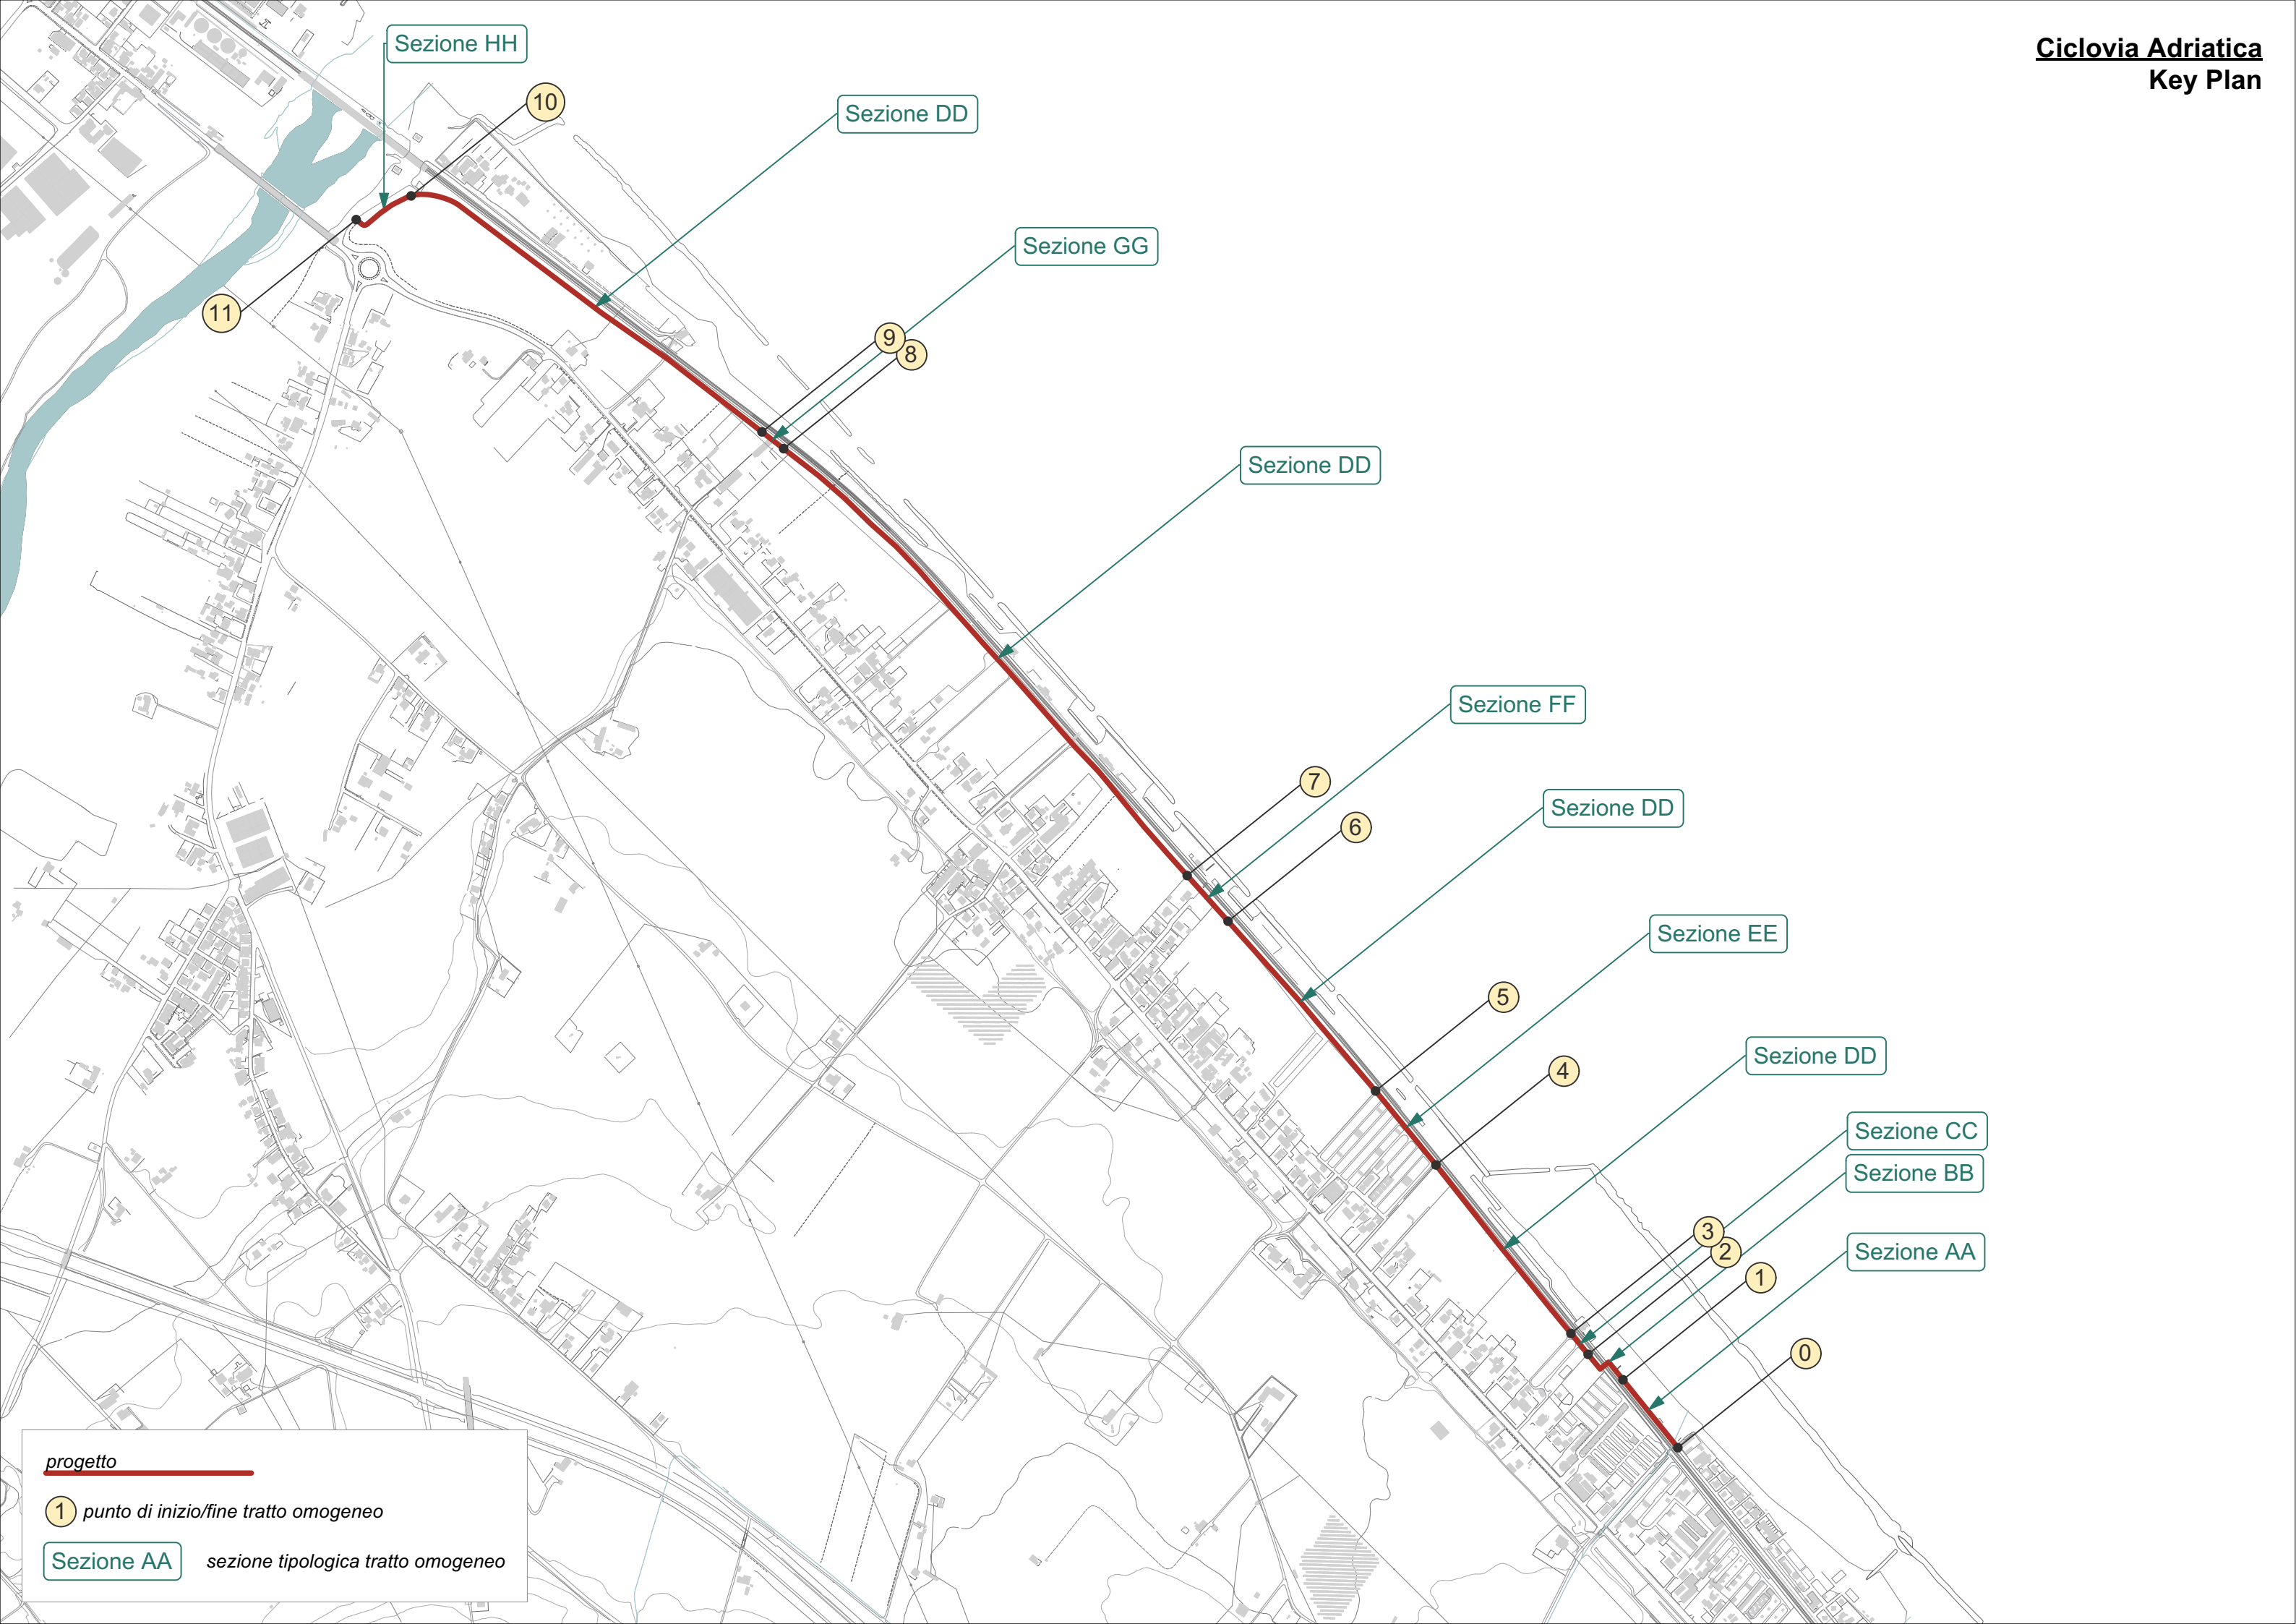 Ciclovia Adriatica
Key Plan
Sezione HH
10
Sezione DD
Sezione GG
11
9
8
Sezione DD
Sezione FF
7
Sezione DD
6
Sezione EE
5
Sezione DD
4
Sezione CC
Sezione BB
3
2
Sezione AA
1
0
progetto
1 punto di inizio/fine tratto omogeneo
Sezione AA sezione tipologica tratto omogeneo